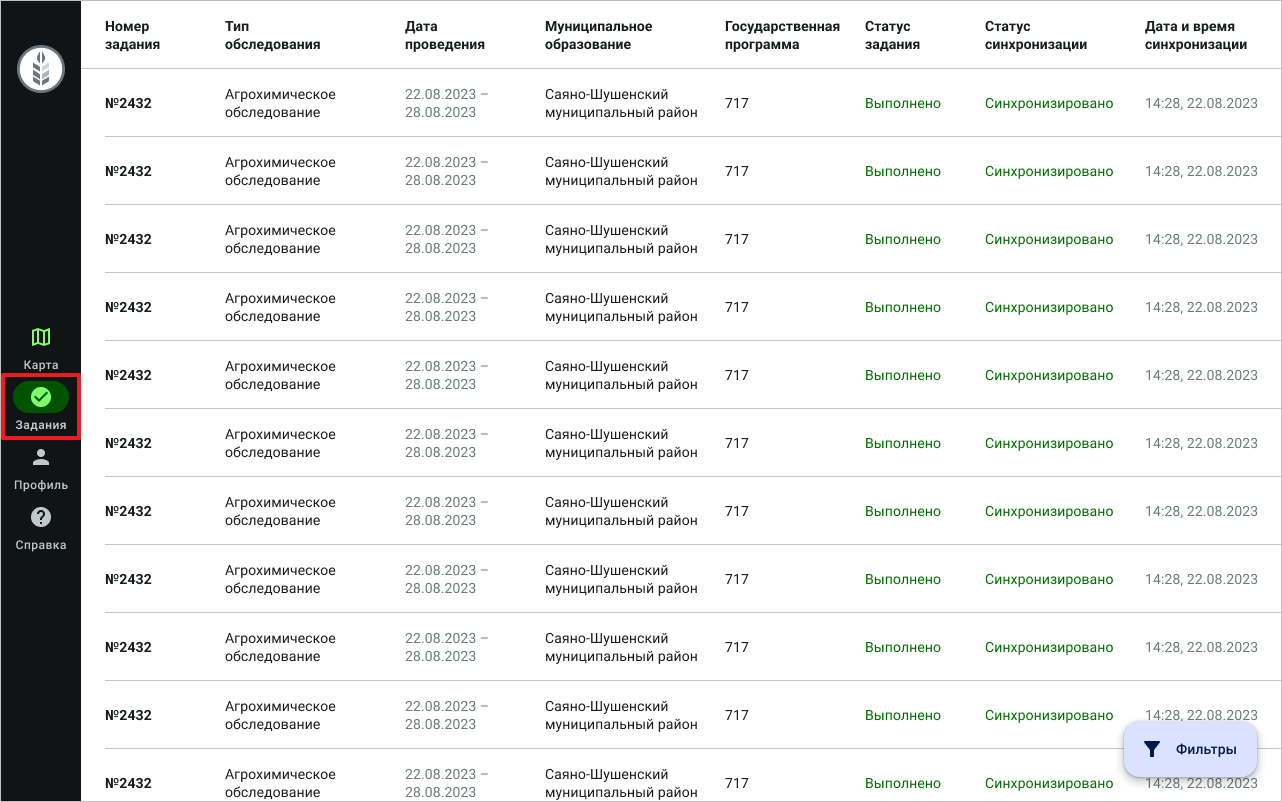 Номер задания
Тип обследования
Дата проведения
Муниципальное образование
Государственная программа
Статус задания
Статус синхронизации
Дата и время синхронизации
№2432
Агрохимическое обследование
22.08.2023 – 28.08.2023
Саяно-Шушенский муниципальный район
717
Выполнено
Синхронизировано
14:28, 22.08.2023
№2432
Агрохимическое обследование
22.08.2023 – 28.08.2023
Саяно-Шушенский муниципальный район
717
Выполнено
Синхронизировано
14:28, 22.08.2023
№2432
Агрохимическое обследование
22.08.2023 – 28.08.2023
Саяно-Шушенский муниципальный район
717
Выполнено
Синхронизировано
14:28, 22.08.2023
№2432
Агрохимическое обследование
22.08.2023 – 28.08.2023
Саяно-Шушенский муниципальный район
717
Выполнено
Синхронизировано
14:28, 22.08.2023
№2432
Агрохимическое обследование
22.08.2023 – 28.08.2023
Саяно-Шушенский муниципальный район
717
Выполнено
Синхронизировано
14:28, 22.08.2023
№2432
Агрохимическое обследование
22.08.2023 – 28.08.2023
Саяно-Шушенский муниципальный район
717
Выполнено
Синхронизировано
14:28, 22.08.2023
№2432
Агрохимическое обследование
22.08.2023 – 28.08.2023
Саяно-Шушенский муниципальный район
717
Выполнено
Синхронизировано
14:28, 22.08.2023
№2432
Агрохимическое обследование
22.08.2023 – 28.08.2023
Саяно-Шушенский муниципальный район
717
Выполнено
Синхронизировано
14:28, 22.08.2023
№2432
Агрохимическое обследование
22.08.2023 – 28.08.2023
Саяно-Шушенский муниципальный район
717
Выполнено
Синхронизировано
14:28, 22.08.2023
№2432
Агрохимическое обследование
22.08.2023 – 28.08.2023
Саяно-Шушенский муниципальный район
717
Выполнено
Синхронизировано
14:28, 22.08.2023
№2432
Агрохимическое обследование
22.08.2023 – 28.08.2023
Саяно-Шушенский муниципальный район
717
Выполнено
Синхронизировано
14:28, 22.08.2023
Карта
Задания
Профиль
Справка
Фильтры